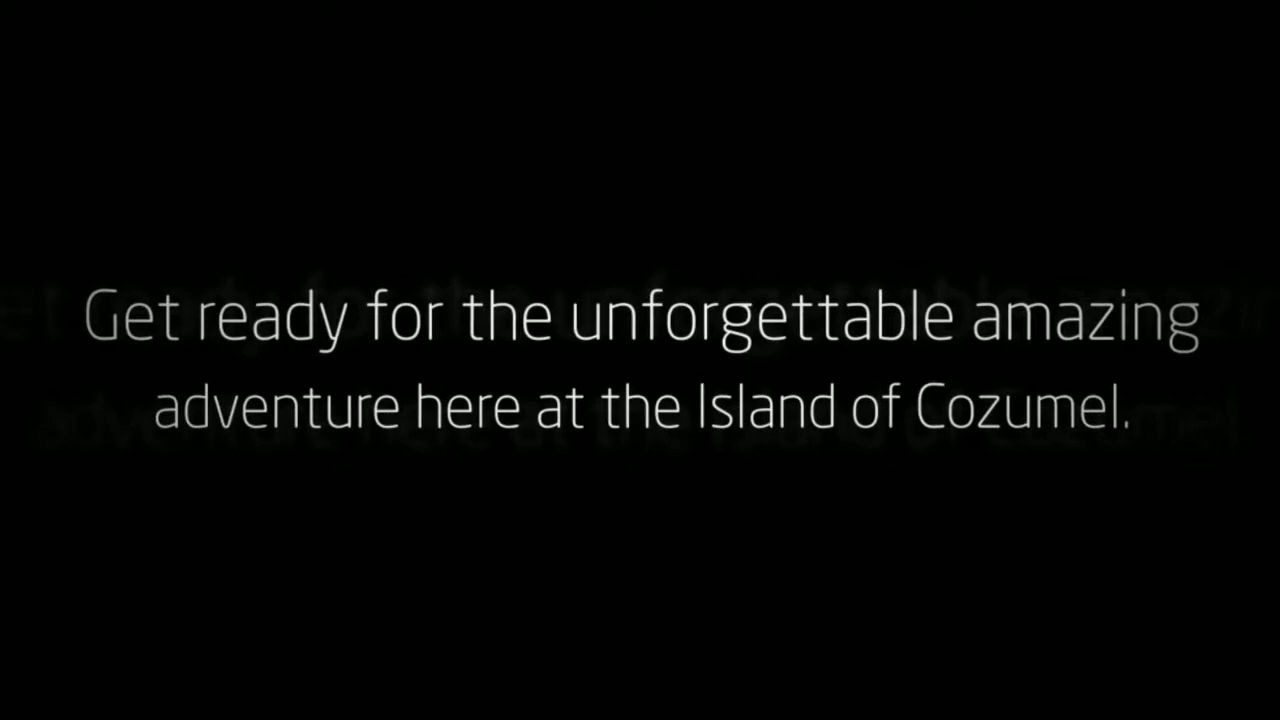 Get ready for the unforgettable amazing
adventure here at the Island of Cozumel.